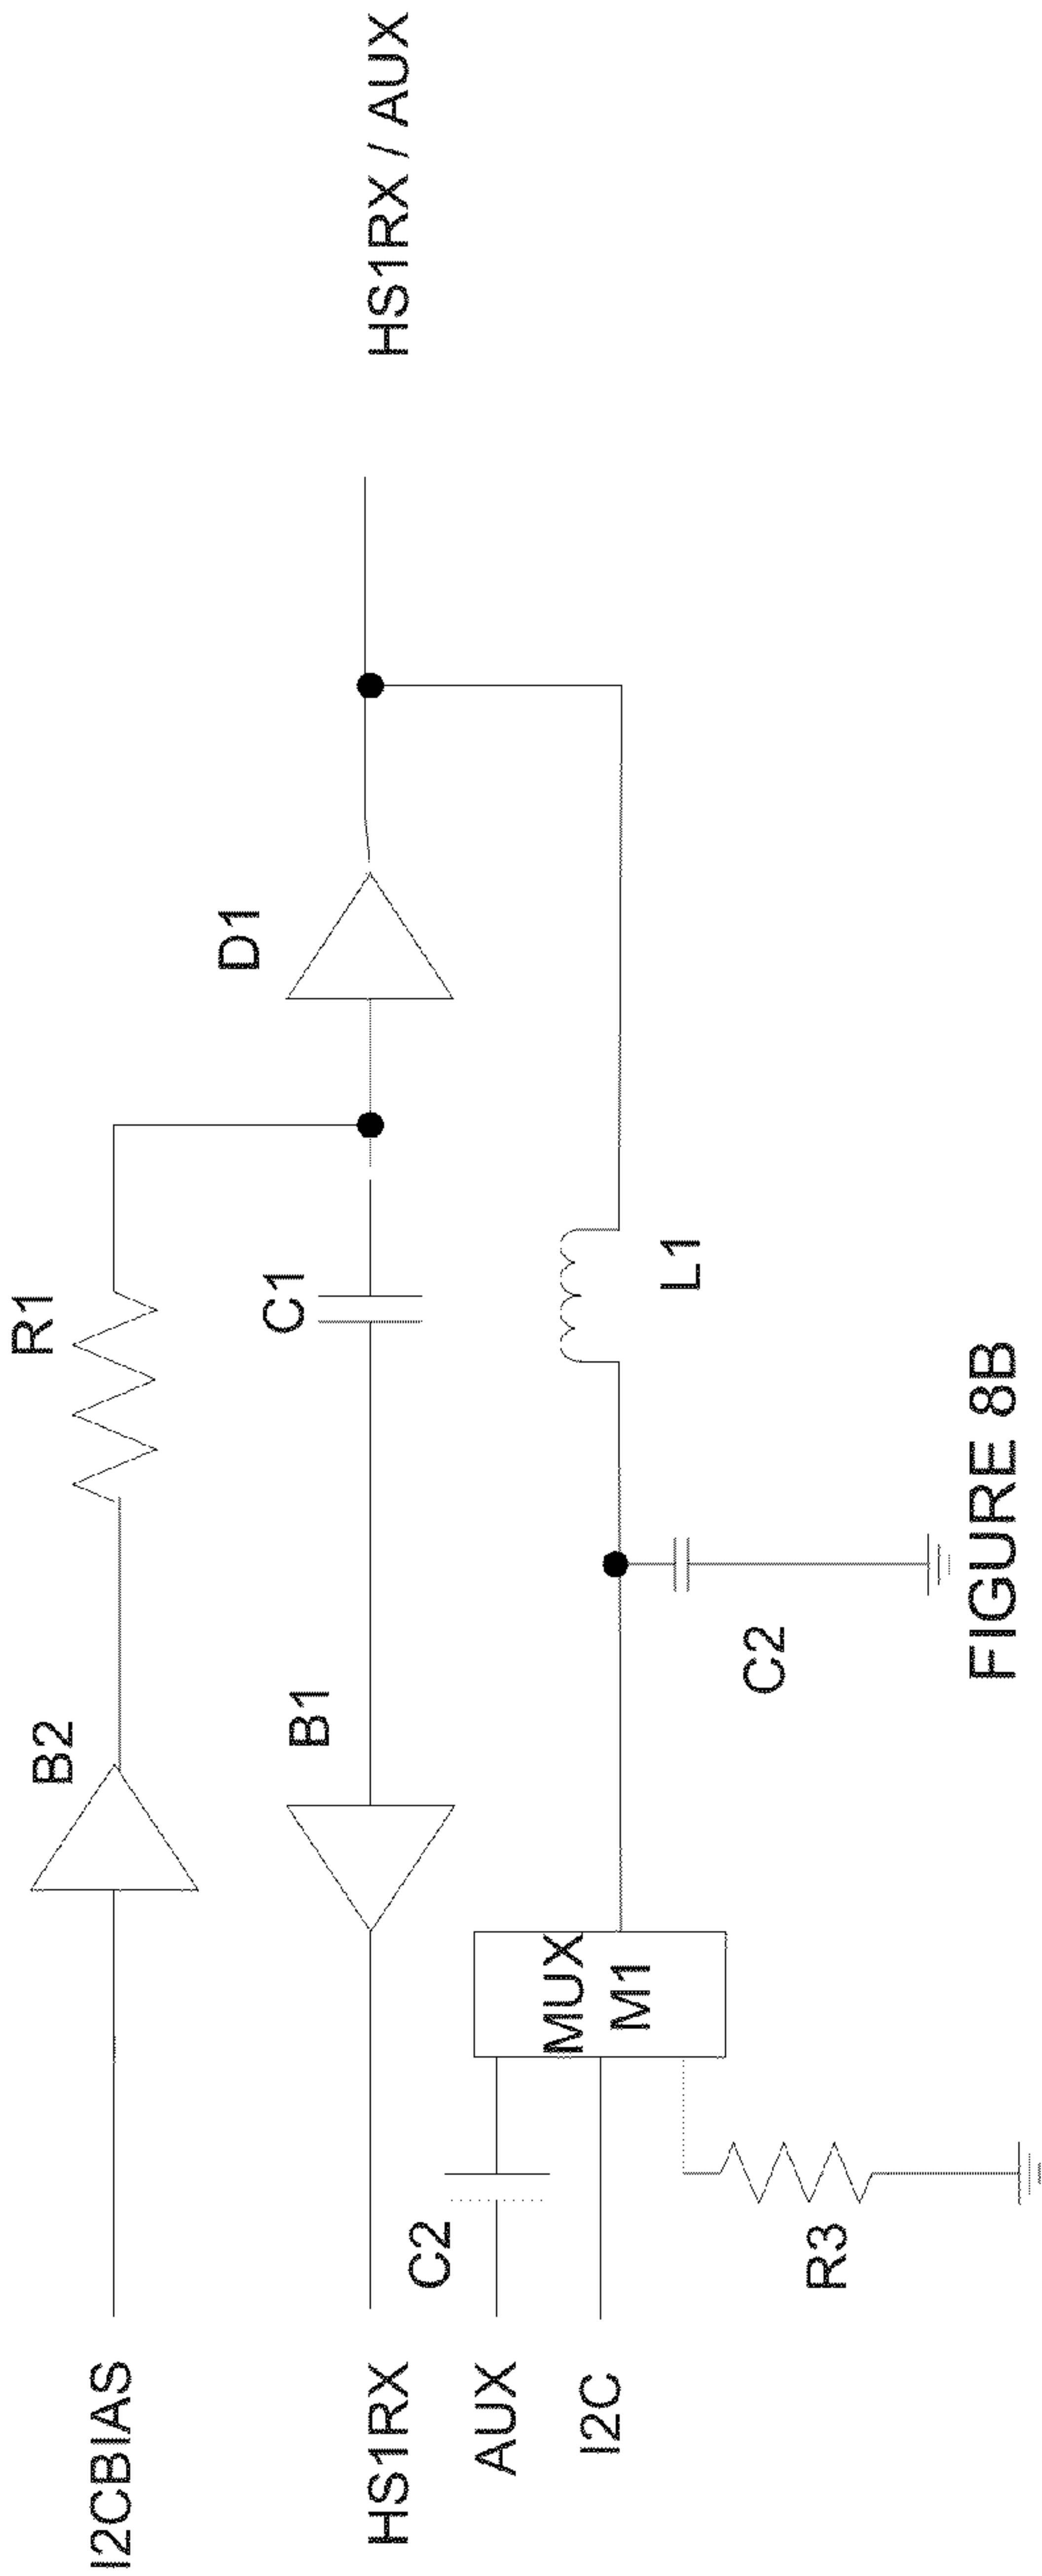 I2CBIAS
B2
R1
HS1RX
B1
C1
D1
HS1RX / AUX
AUX
C2
I2C
MUX
M1
L1
R3
C2
FIGURE 8B